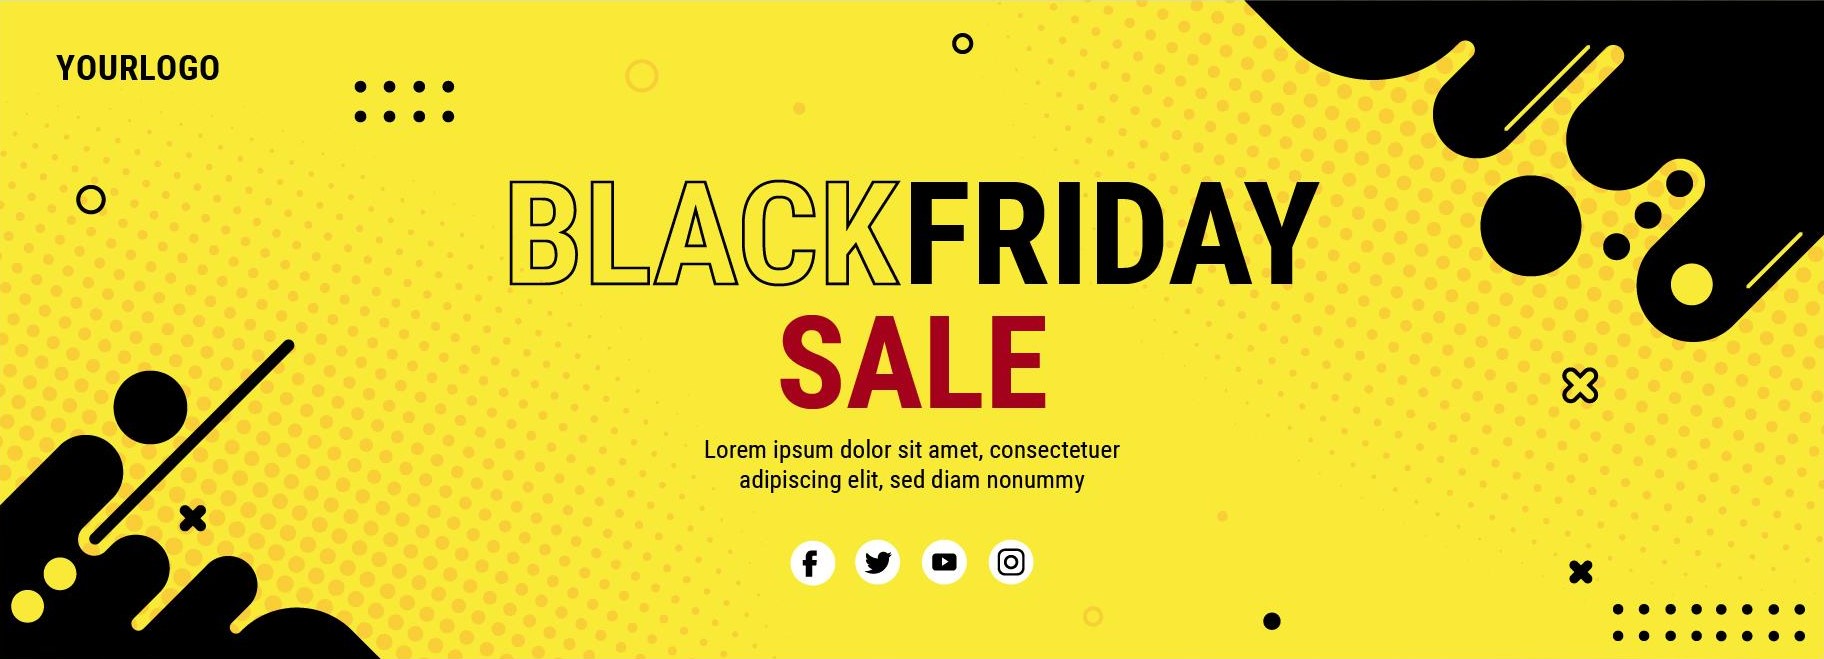 YOURLOGO
BLACKFRIDAY
SALE
Lorem ipsum dolor sit amet, consectetuer
adipiscing elit, sed diam nonummy